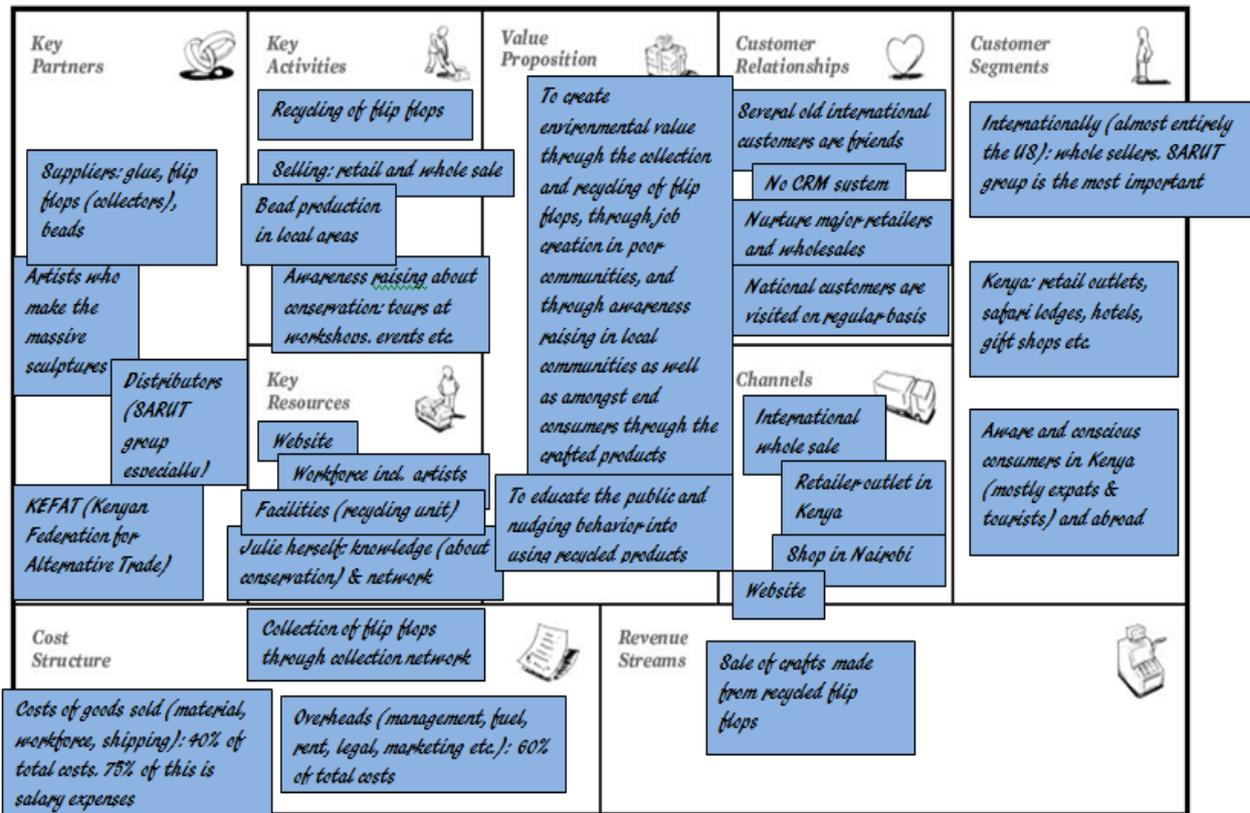 Key
Partners
Suppliers: glue, flip
flops (collectors),
beads
Artists who
make the
massive
sculptures
Distributors
(SARUT
group
especially)
KEFAT (Kenyan
Federation for
Alternative Trade)
Key
Activities
Recycling of flip flops
Selling: retail and whole sale
Bead production
in local areas
Awareness raising about
conservation: tours at
workshops, events etc.
Key
Resources
Website
Workforce incl. artists
Facilities (recycling unit)
Julie herself: knowledge (about
conservation) & network
Collection of flip flops
through collection network
Value
Proposition
To create
environmental value
through the collection
and recycling of flip
flops, through job
creation in poor
communities, and
through awareness
raising in local
communities as well
as amongst end
consumers through the
crafted products
To educate the public and
nudging behavior into
using recycled products
Customer
Relationships
Several old international
customers are friends
No CRM system
Nurture major retailers
and wholesales
National customers are
visited on regular basis
Channels
International
whole sale
Retailer outlet in
Kenya
Shop in Nairobi
Website
Customer
Segments
Internationally (almost entirely
the US): whole sellers. SARUT
group is the most important
Kenya: retail outlets,
safari lodges, hotels,
gift shops etc.
Aware and conscious
consumers in Kenya
(mostly expats &
tourists) and abroad
Cost
Structure
Costs of goods sold (material,
workforce, shipping): 40% of
total costs. 75% of this is
salary expenses
Overheads (management, fuel,
rent, legal, marketing etc.): 60%
of total costs
Revenue
Streams
Sale of crafts made
from recycled flip
flops